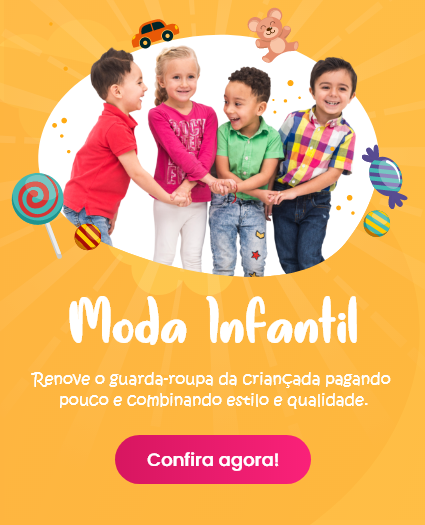 Moda Infantil
Renove o guarda-roupa da criançada pagando
pouco e combinando estilo e qualidade.
Confira agora!